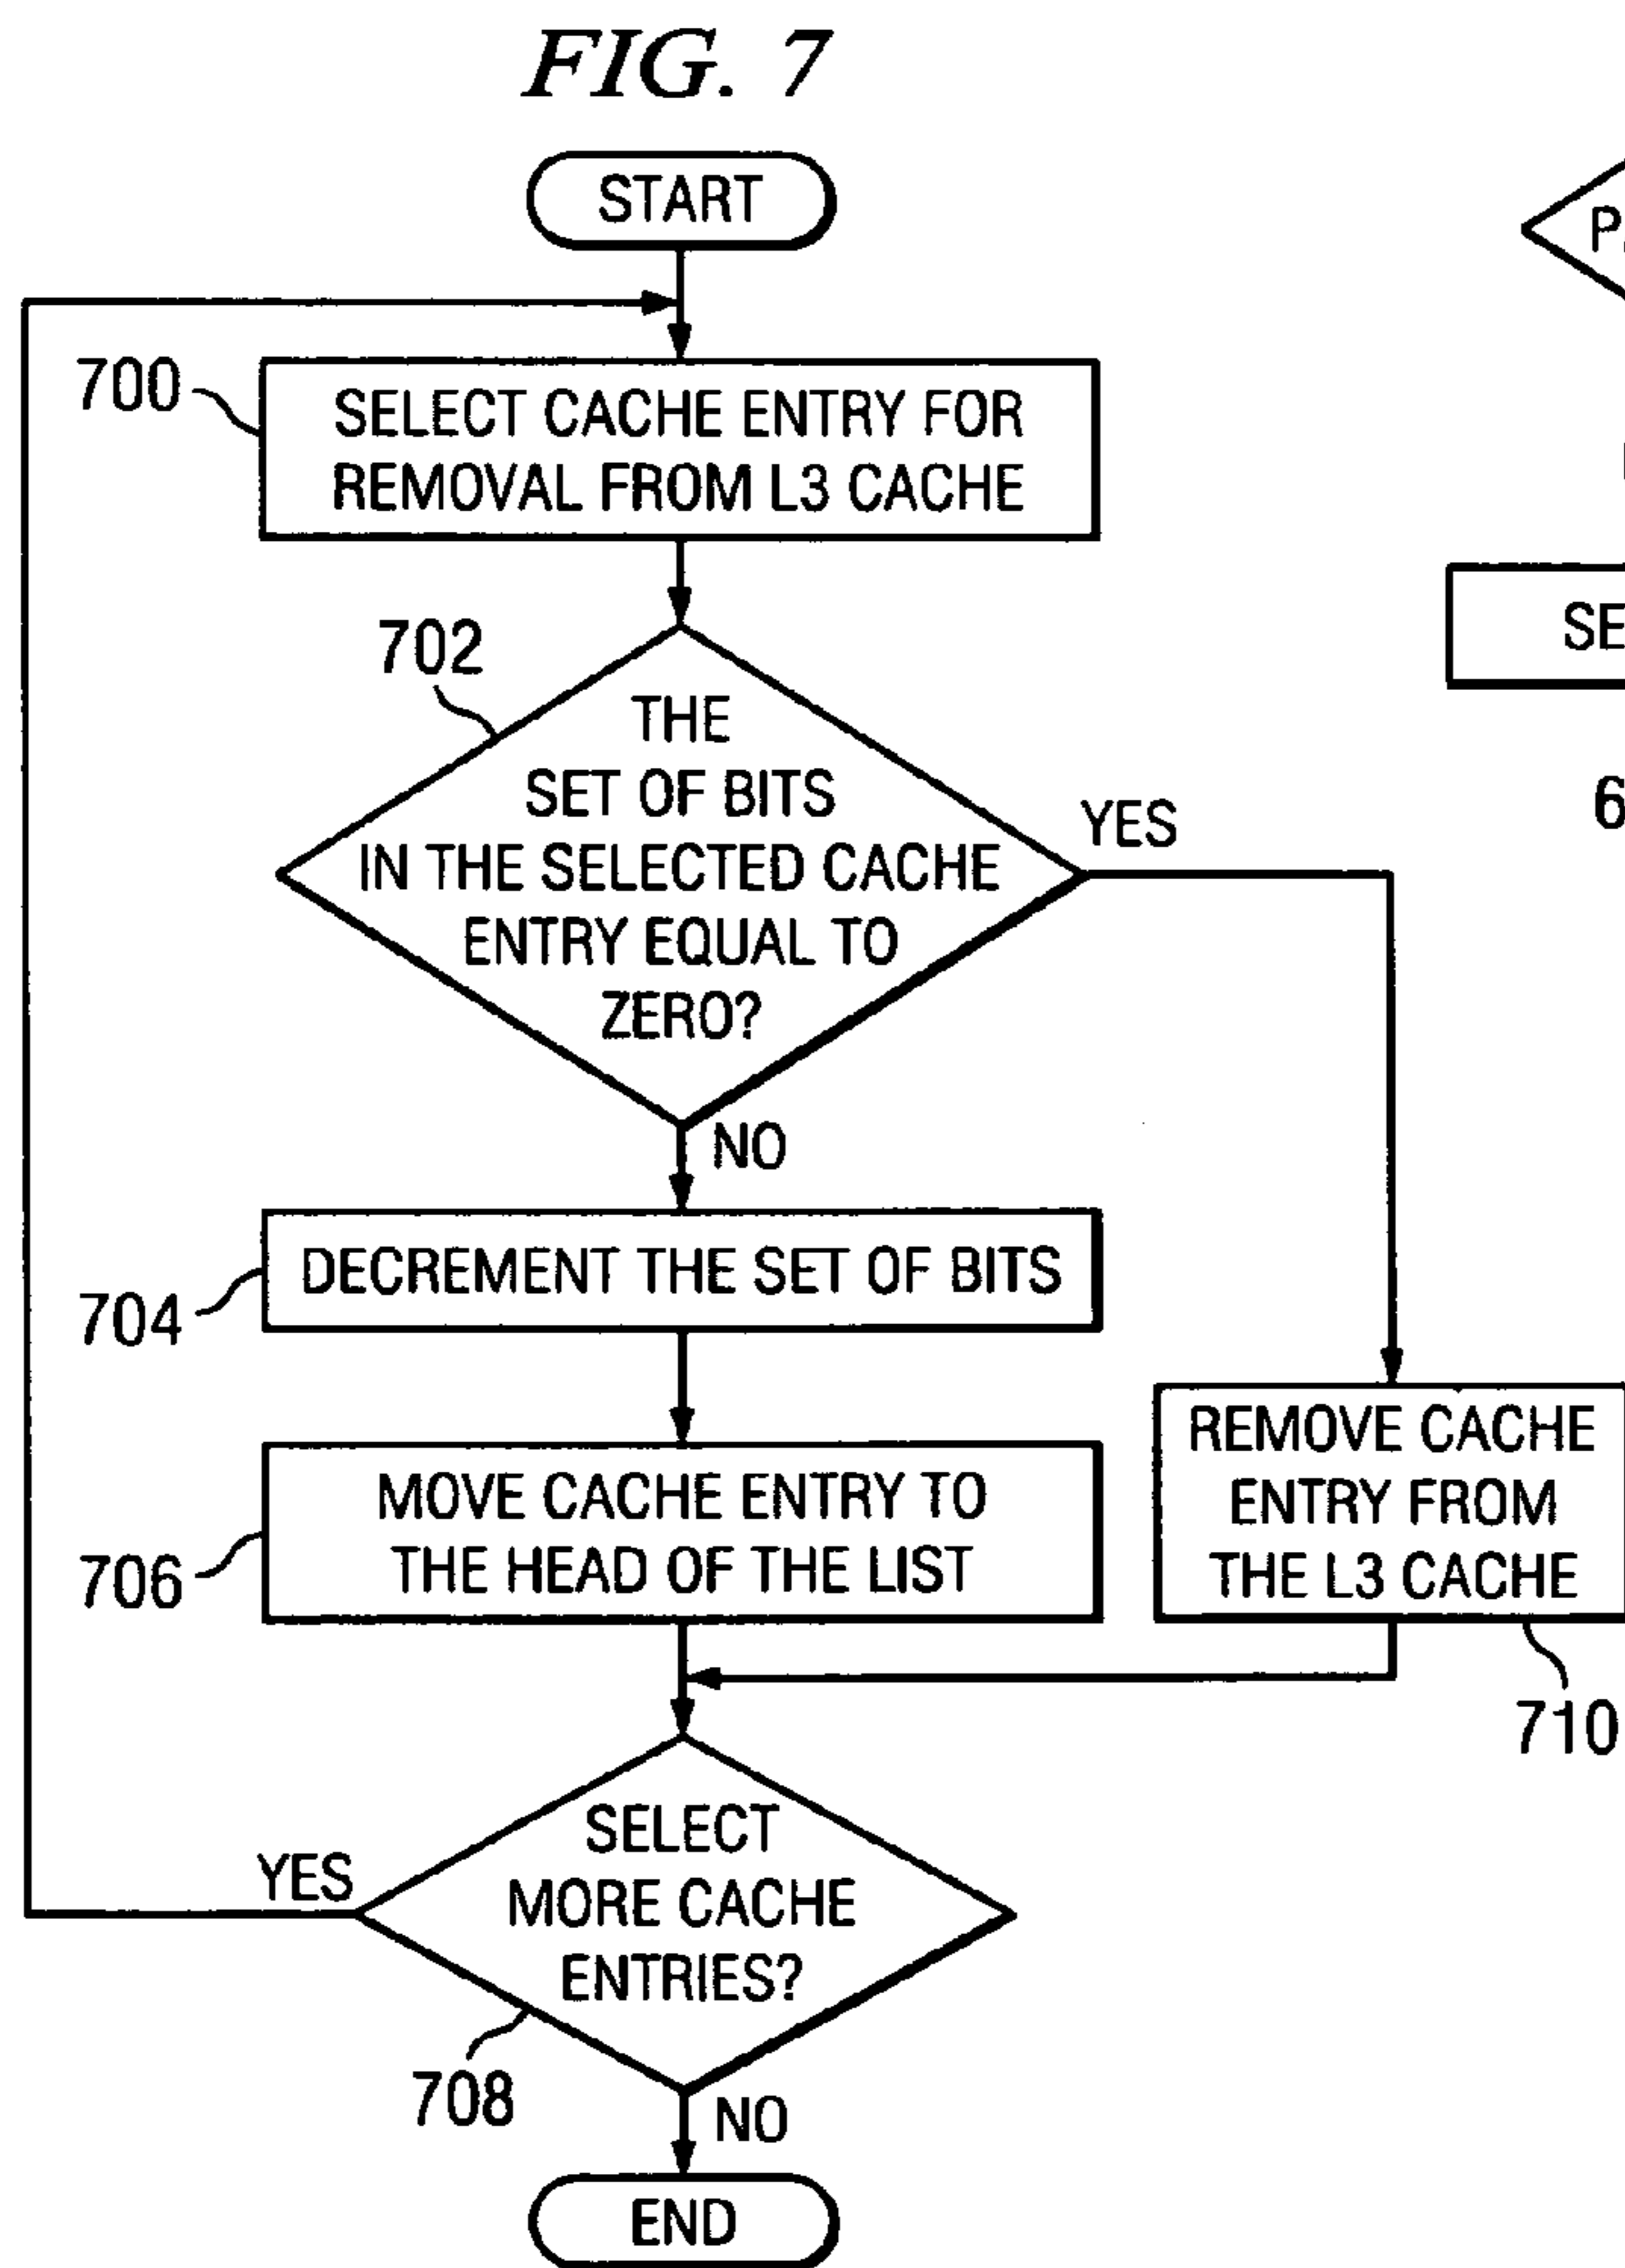 FIG. 7
START
700
SELECT CACHE ENTRY FOR
REMOVAL FROM L3 CACHE
702
THE
SET OF BITS
IN THE SELECTED CACHE
ENTRY EQUAL TO
ZERO?
YES
NO
704
DECREMENT THE SET OF BITS
706
MOVE CACHE ENTRY TO
THE HEAD OF THE LIST
REMOVE CACHE
ENTRY FROM
THE L3 CACHE
710
SELECT
MORE CACHE
ENTRIES?
YES
708
NO
END